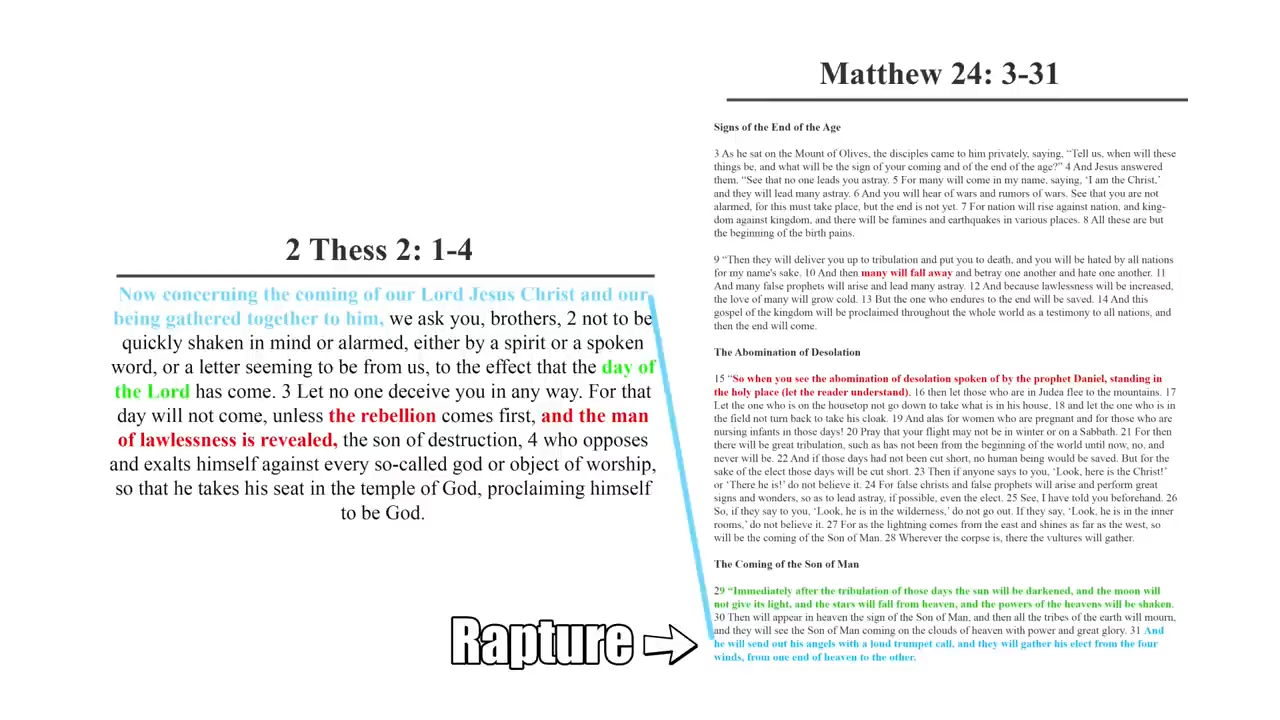 2 Thess 2: 1-4
Now concerning the coming of our Lord Jesus Christ and our
being gathered together to him, we ask you, brothers, 2 not to be
quickly shaken in mind or alarmed, either by a spirit or a spoken
word, or a letter seeming to be from us, to the effect that the day of
the Lord has come. 3 Let no one deceive you in any way. For that
day will not come, unless the rebellion comes first, and the man
of lawlessness is revealed, the son of destruction, 4 who opposes
and exalts himself against every so-called god or object of worship,
so that he takes his seat in the temple of God, proclaiming himself
to be God.
Rapture
Matthew 24: 3-31
Signs of the End of the Age
3 As he sat on the Mount of Olives, the disciples came to him privately, saying, “Tell us, when will these
things be, and what will be the sign of your coming and of the end of the age?” 4 And Jesus answered
them. “See that no one leads you astray. 5 For many will come in my name, saying, ‘I am the Christ,’
and they will lead many astray. 6 And you will hear of wars and rumors of wars. See that you are not
alarmed, for this must take place, but the end is not yet. 7 For nation will rise against nation, and king-
dom against kingdom, and there will be famines and earthquakes in various places. 8 All these are but
the beginning of the birth pains.
9 “Then they will deliver you up to tribulation and put you to death, and you will be hated by all nations
for my name's sake. 10 And then many will fall away and betray one another and hate one another. 11
And many false prophets will arise and lead many astray. 12 And because lawlessness will be increased,
the love of many will grow cold. 13 But the one who endures to the end will be saved. 14 And this
gospel of the kingdom will be proclaimed throughout the whole world as a testimony to all nations, and
then the end will come.
The Abomination of Desolation
15 “So when you see the abomination of desolation spoken of by the prophet Daniel, standing in
the holy place (let the reader understand). 16 then let those who are in Judea flee to the mountains. 17
Let the one who is on the housetop not go down to take what is in his house, 18 and let the one who is in
the field not turn back to take his cloak. 19 And alas for women who are pregnant and for those who are
nursing infants in those days! 20 Pray that your flight may not be in winter or on a Sabbath. 21 For then
there will be great tribulation, such as has not been from the beginning of the world until now, no, and
never will be. 22 And if those days had not been cut short, no human being would be saved. But for the
sake of the elect those days will be cut short. 23 Then if anyone says to you, ‘Look, here is the Christ!’
or ‘There he is!’ do not believe it. 24 For false christs and false prophets will arise and perform great
signs and wonders, so as to lead astray, if possible, even the elect. 25 See, I have told you beforehand. 26
So, if they say to you, ‘Look, he is in the wilderness,’ do not go out. If they say, ‘Look, he is in the inner
rooms,’ do not believe it. 27 For as the lightning comes from the east and shines as far as the west, so
will be the coming of the Son of Man. 28 Wherever the corpse is, there the vultures will gather.
The Coming of the Son of Man
29 “Immediately after the tribulation of those days the sun will be darkened, and the moon will
not give its light, and the stars will fall from heaven, and the powers of the heavens will be shaken.
30 Then will appear in heaven the sign of the Son of Man, and then all the tribes of the earth will mourn,
and they will see the Son of Man coming on the clouds of heaven with power and great glory. 31 And
he will send out his angels with a loud trumpet call, and they will gather his elect from the four
winds, from one end of heaven to the other.